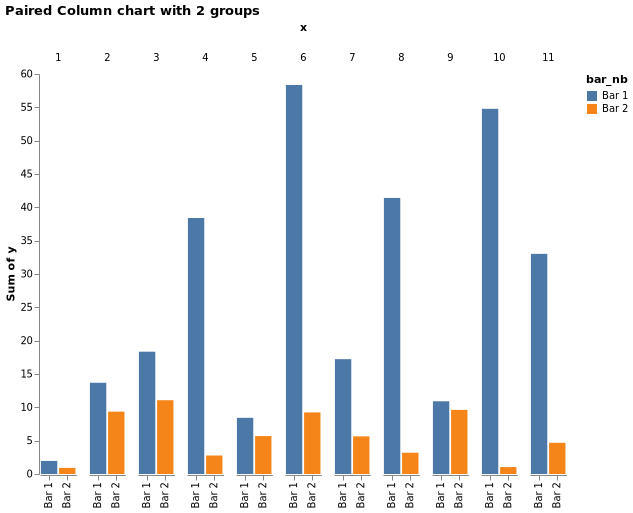 Paired Column chart with 2 groups
x
1 2 3 4 5 6 7 8 9 10 11
60
55
50
45
40
35
30
25
20
15
10
5
0
Sum of y
Bar 1 Bar 2 Bar 1 Bar 2 Bar 1 Bar 2 Bar 1 Bar 2 Bar 1 Bar 2 Bar 1 Bar 2 Bar 1 Bar 2 Bar 1 Bar 2 Bar 1 Bar 2 Bar 1 Bar 2 Bar 1 Bar 2
bar_nb
Bar 1
Bar 2